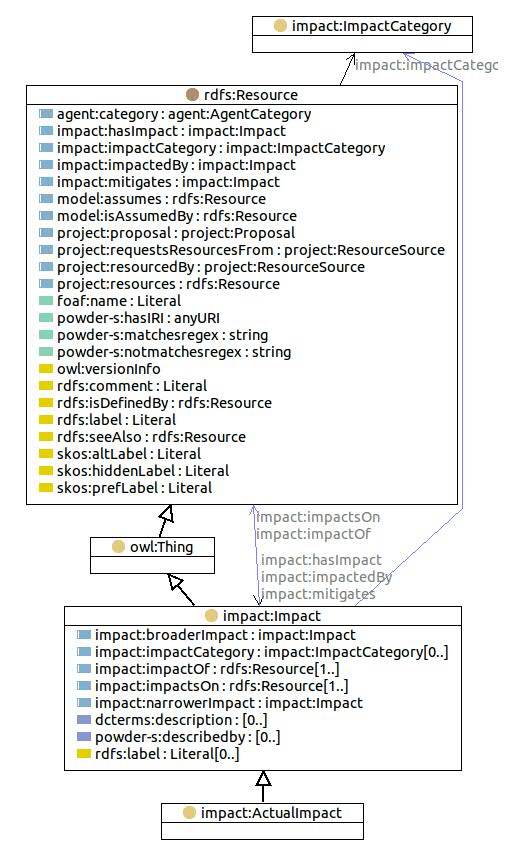 impact:ImpactCategory
impact:ImpactCatego
rdfs:Resource
agent:category : agent:AgentCategory
impact:hasImpact : impact:Impact
impact:impactCategory : impact:ImpactCategory
impact:impactedBy : impact:Impact
impact:mitigates : impact:Impact
model:assumes : rdfs:Resource
model:isAssumedBy : rdfs:Resource
project:proposal : project:Proposal
project:requestsResourcesFrom : project:ResourceSource
project:resourcedBy : project:ResourceSource
project:resources : rdfs:Resource
foaf:name : Literal
powder-s:hasIRI : anyURI
powder-s:matchesregex : string
powder-s:notmatchesregex : string
owl:versionInfo
rdfs:comment : Literal
rdfs:isDefinedBy : rdfs:Resource
rdfs:label : Literal
rdfs:seeAlso : rdfs:Resource
skos:altLabel : Literal
skos:hiddenLabel : Literal
skos:prefLabel : Literal
impact:impactsOn
impact:impactOf
owl:Thing
impact:hasImpact
impact:impactedBy
impact:mitigates
impact:Impact
impact:broaderImpact : impact:Impact
impact:impactCategory : impact:ImpactCategory[0..]
impact:impactOf : rdfs:Resource[1..]
impact:impactsOn : rdfs:Resource[1..]
impact:narrowerImpact : impact:Impact
dcterms:description : [0..]
powder-s:describedby : [0..]
rdfs:label : Literal[0..]
impact:ActualImpact